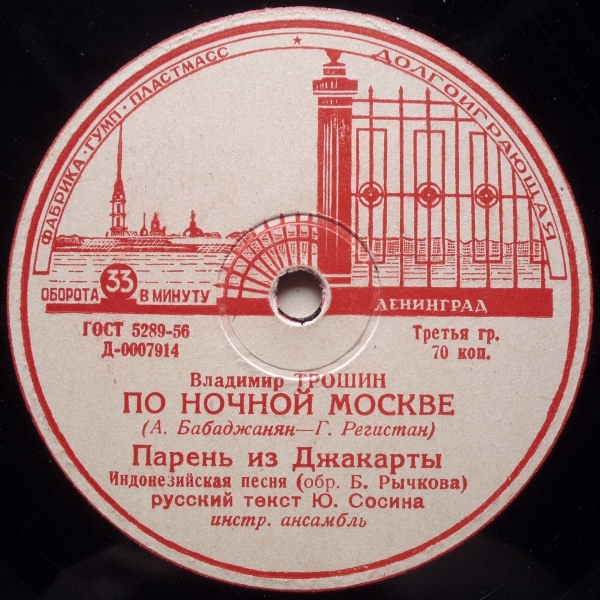 ФАБРИКА · ГУМП · ПЛАСТМАСС ★ ДОЛГОИГРАЮЩАЯ
ОБОРОТА 33 В МИНУТУ
ЛЕНИНГРАД
ГОСТ 5289-56
Д-0007914
Третья гр.
70 коп.
Владимир ТРОШИН
ПО НОЧНОЙ МОСКВЕ
(А. Бабаджанян—Г. Регистан)
Парень из Джакарты
Индонезийская песня (обр. Б. Рычкова)
русский текст Ю. Сосина
инстр. ансамбль